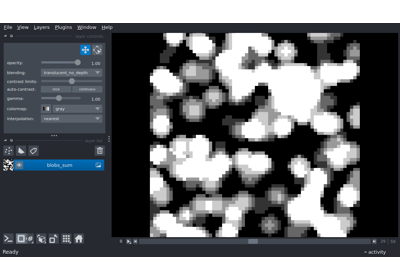 File View Layers Plugins Window Help
opacity: 1.00
blending: translucent_no_depth
contrast limits:
auto-contrast: once continuous
gamma: 1.00
colormap: gray
interpolation: nearest
blobs_sum
Ready
activity